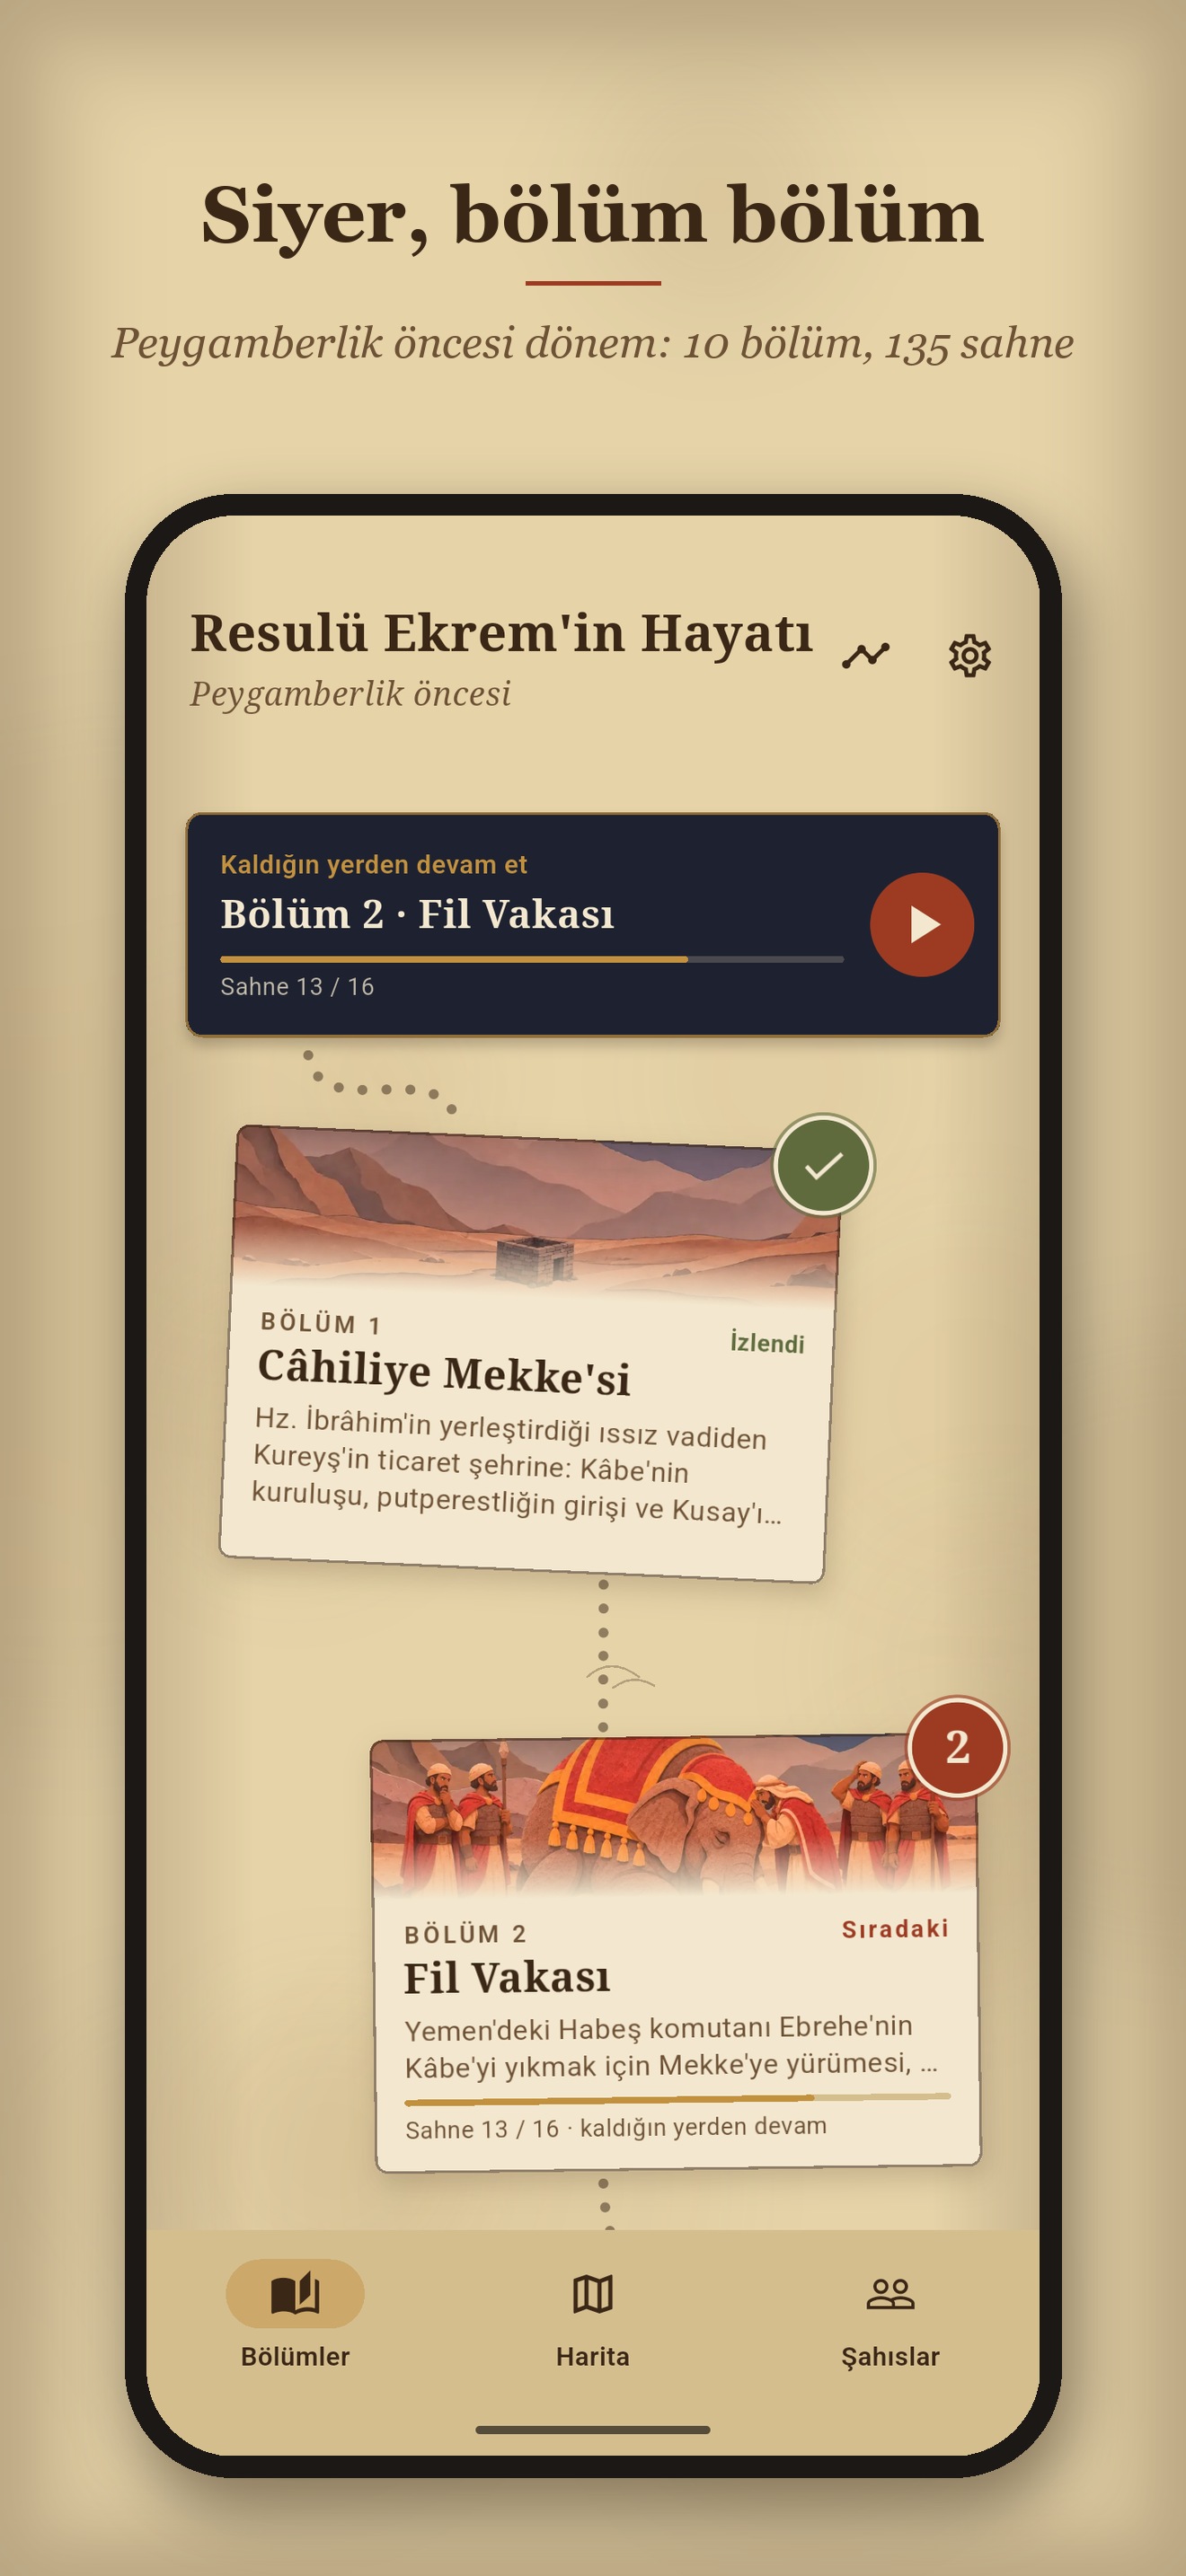 Siyer, bölüm bölüm
Peygamberlik öncesi dönem: 10 bölüm, 135 sahne
Resulü Ekrem'in Hayatı
Peygamberlik öncesi
Kaldığın yerden devam et
Bölüm 2 · Fil Vakası
Sahne 13 / 16
BÖLÜM 1
İzlendi
Câhiliye Mekke'si
Hz. İbrâhim'in yerleştirdiği ıssız vadiden
Kureyş'in ticaret şehrine: Kâbe'nin
kuruluşu, putperestliğin girişi ve Kusay'ı...
2
BÖLÜM 2
Sıradaki
Fil Vakası
Yemen'deki Habeş komutanı Ebrehe'nin
Kâbe'yi yıkmak için Mekke'ye yürümesi, ...
Sahne 13 / 16 · kaldığın yerden devam
Bölümler
Harita
Şahıslar